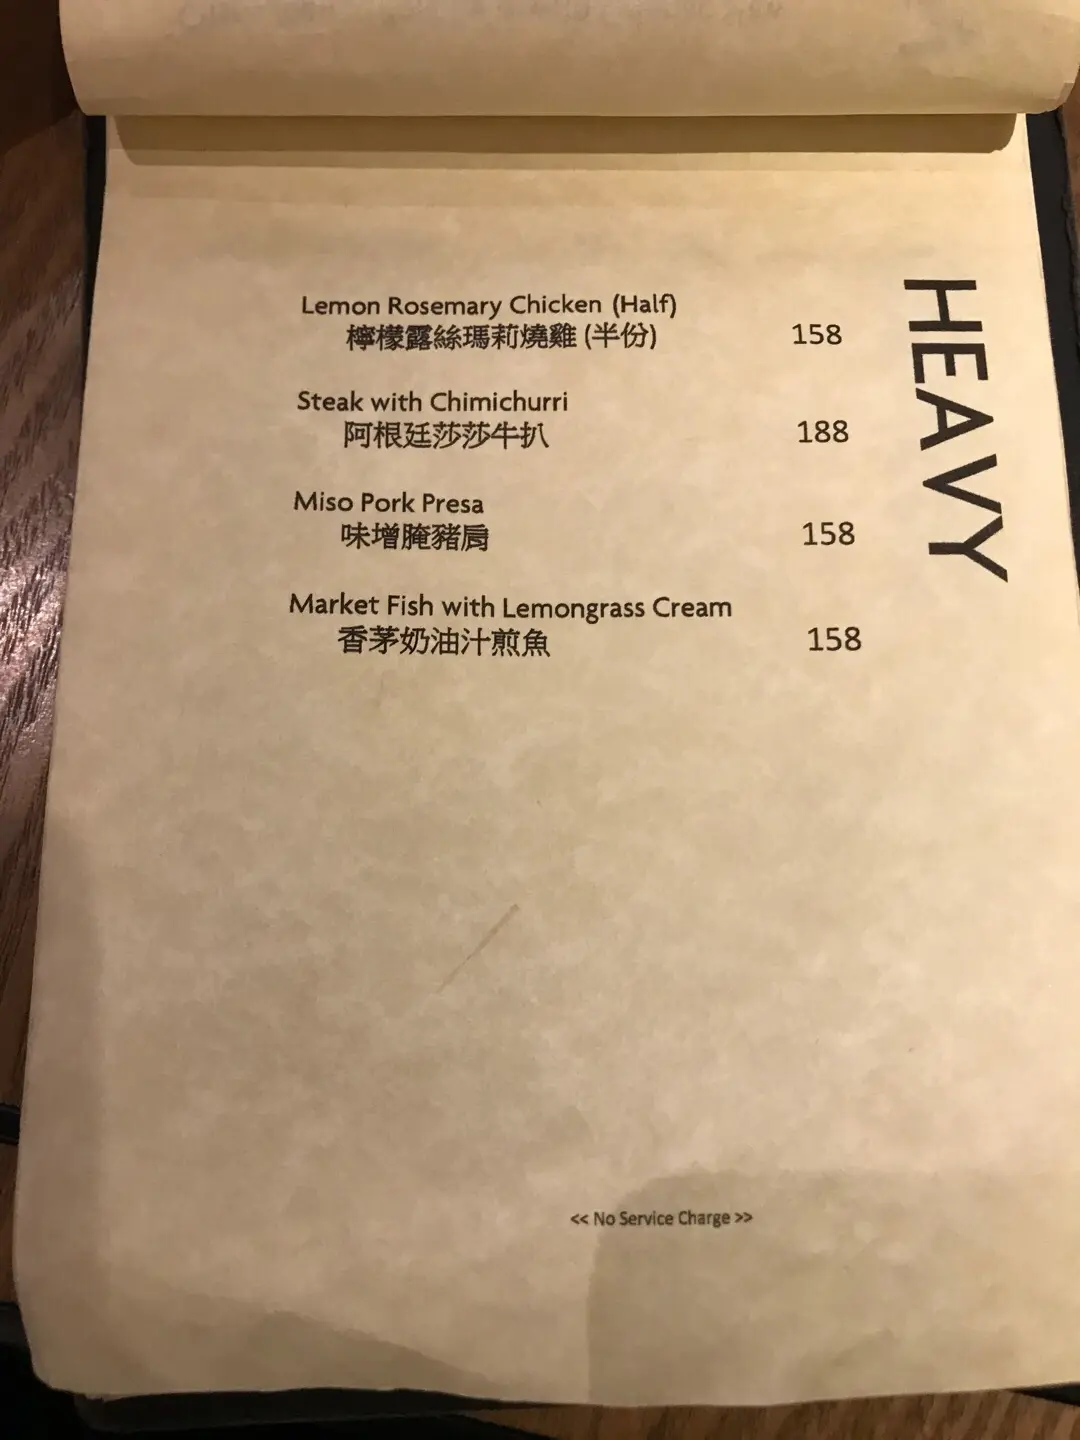 HEAVY
Lemon Rosemary Chicken (Half)
檸檬露絲瑪莉燒雞 (半份) 158
Steak with Chimichurri
阿根廷莎莎牛扒 188
Miso Pork Presa
味增腌豬肩 158
Market Fish with Lemongrass Cream
香茅奶油汁煎魚 158
<< No Service Charge >>